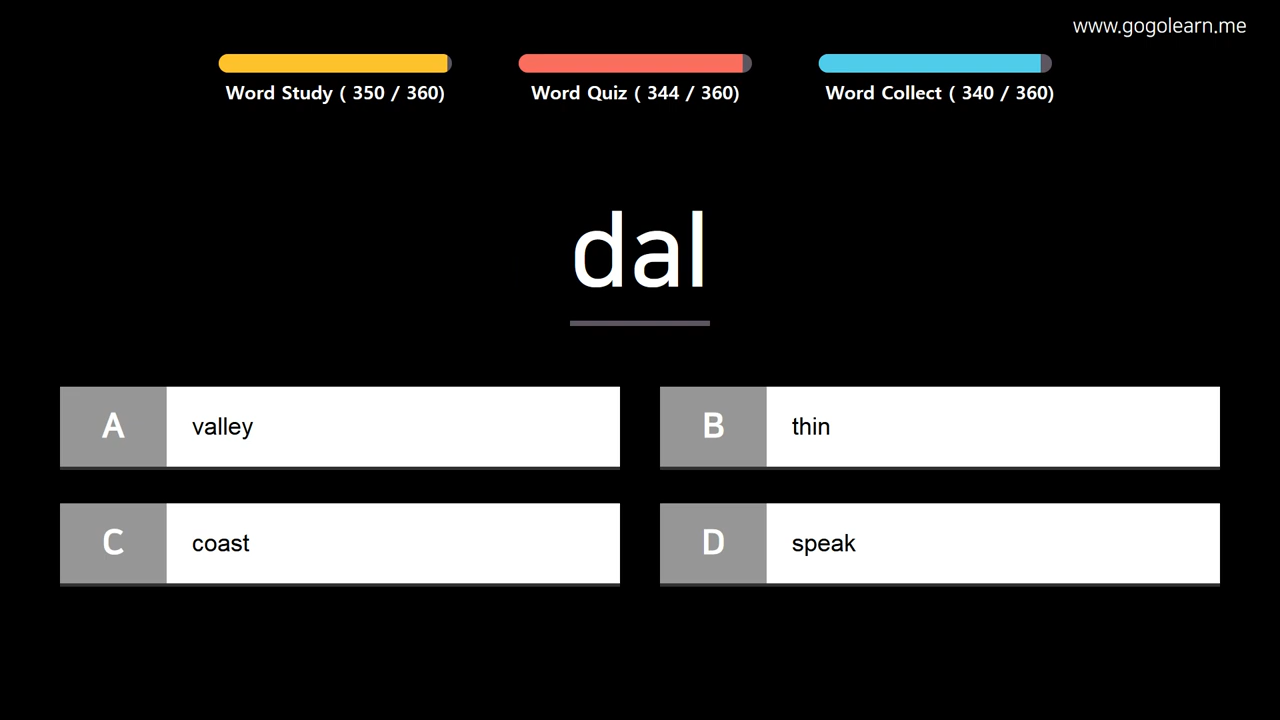 www.gogolearn.me
Word Study ( 350 / 360)
Word Quiz ( 344 / 360)
Word Collect ( 340 / 360)
dal
A valley
B thin
C coast
D speak